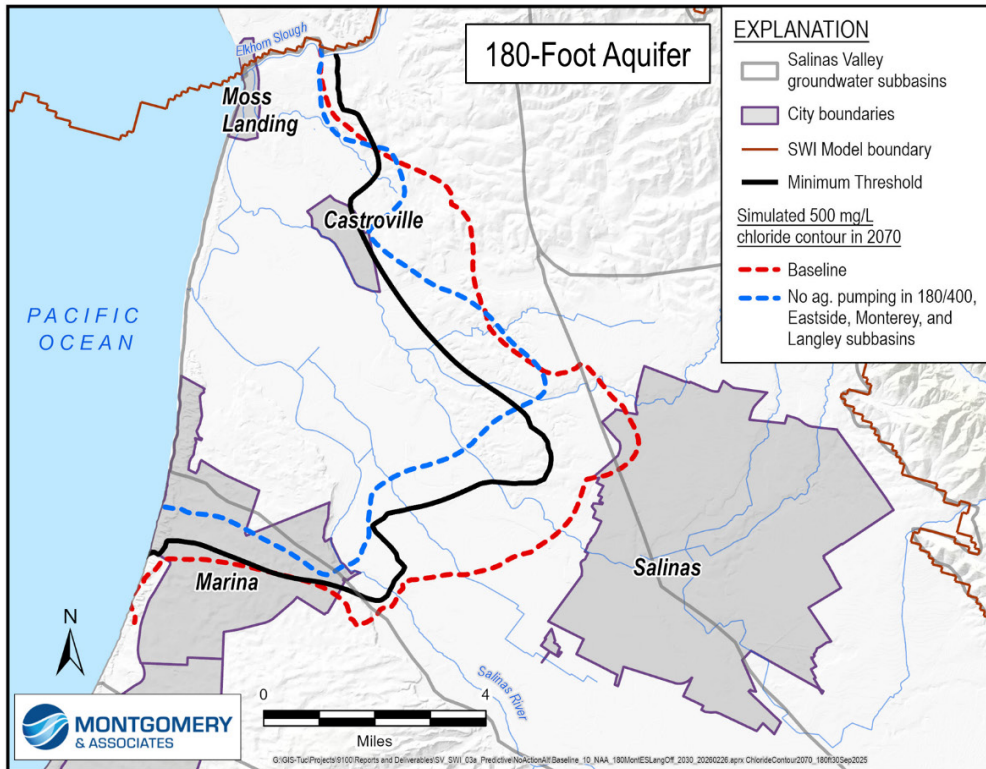 180-Foot Aquifer
EXPLANATION
Salinas Valley
groundwater subbasins
City boundaries
SWI Model boundary
Minimum Threshold
Simulated 500 mg/L
chloride contour in 2070
Baseline
No ag. pumping in 180/400,
Eastside, Monterey, and
Langley subbasins
Elkhorn Slough
Moss
Landing
Castroville
PACIFIC
OCEAN
Marina
Salinas
Salinas River
N
0 4
Miles
MONTGOMERY
& ASSOCIATES